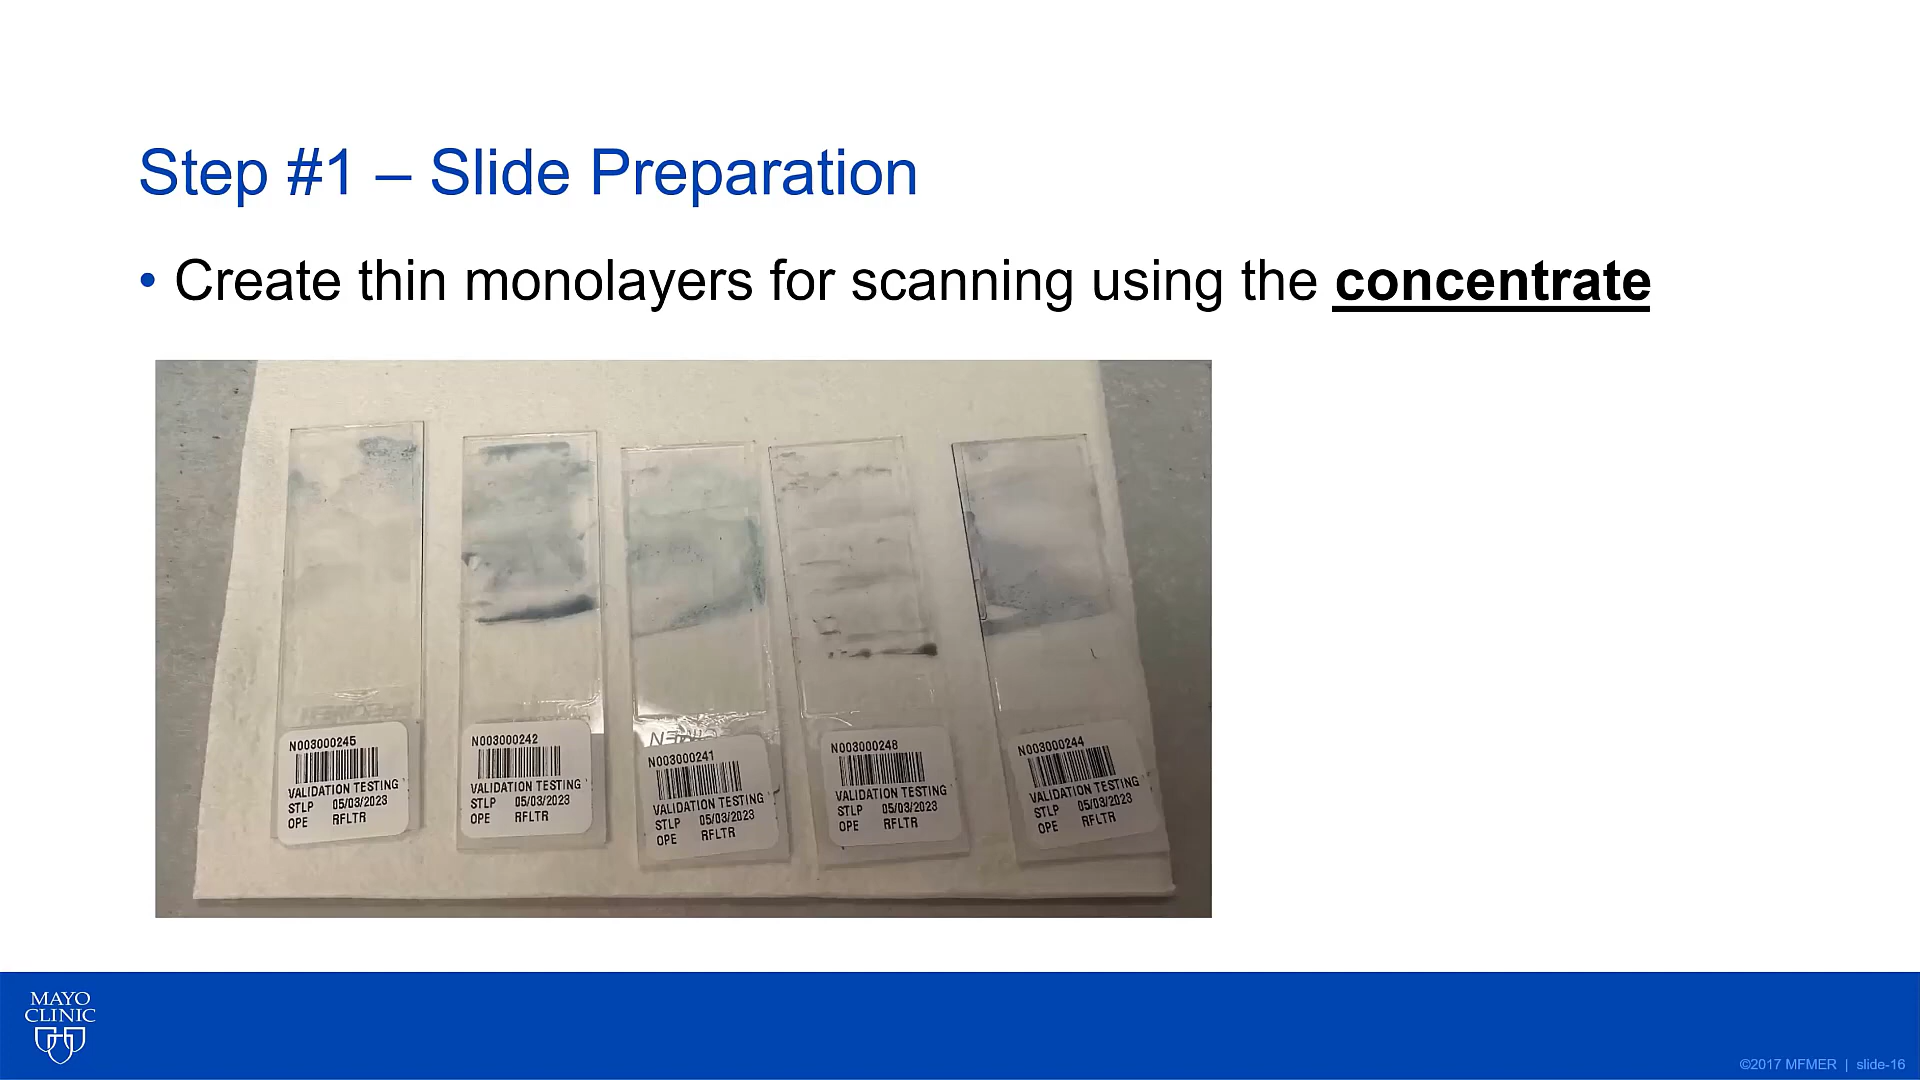 Step #1 – Slide Preparation
• Create thin monolayers for scanning using the concentrate
N003000245
VALIDATION TESTING
STLP 05/03/2023
OPE RFLTR
N003000242
VALIDATION TESTING
STLP 05/03/2023
OPE RFLTR
N003000241
VALIDATION TESTING
STLP 05/03/2023
OPE RFLTR
N003000248
VALIDATION TESTING
STLP 05/03/2023
OPE RFLTR
N003000244
VALIDATION TESTING
STLP 05/03/2023
OPE RFLTR
MAYO
CLINIC
©2017 MFMER | slide-16